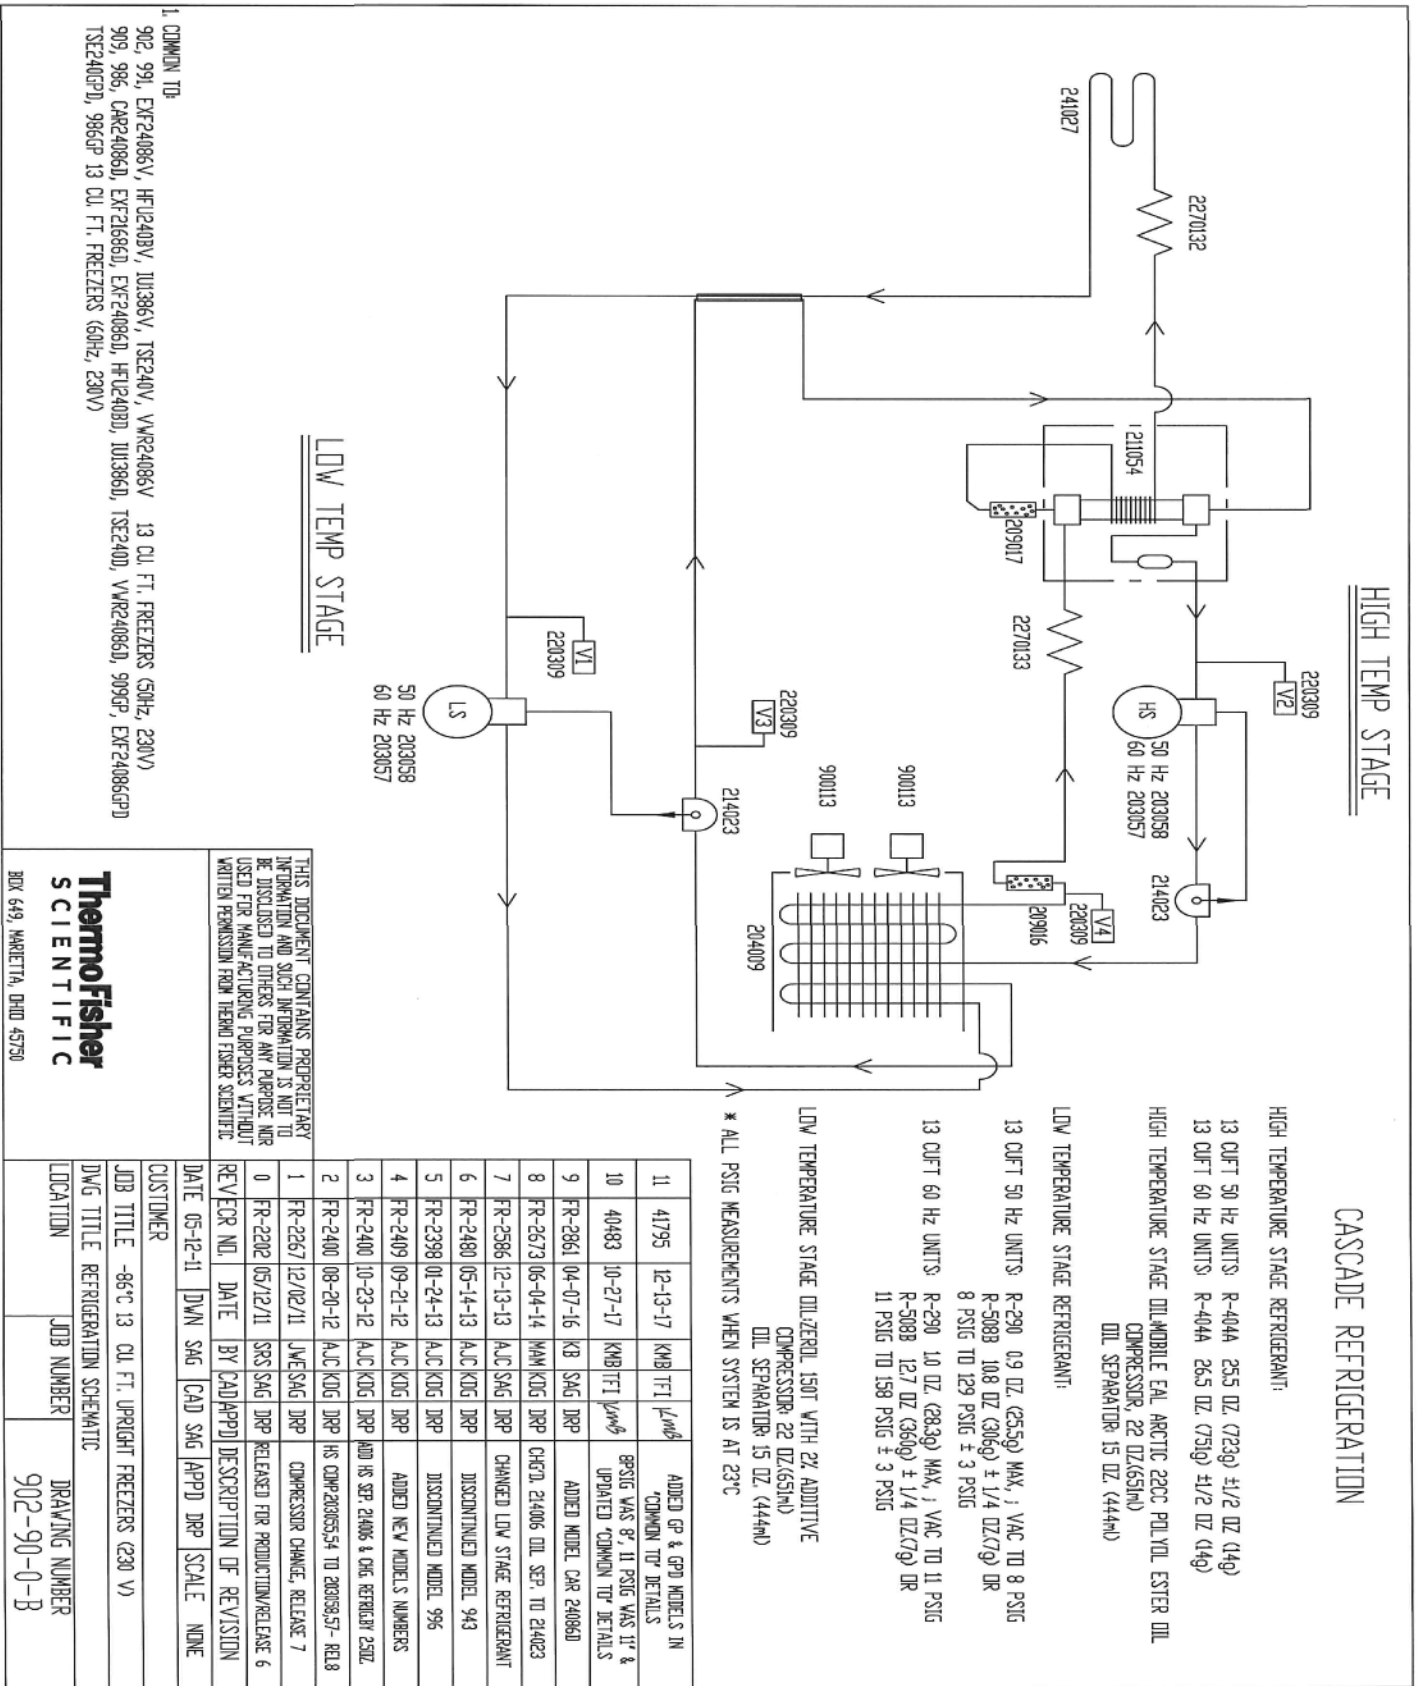 CASCADE REFRIGERATION
HIGH TEMP STAGE
HIGH TEMPERATURE STAGE REFRIGERANT:
13 CUFT 50 Hz UNITS: R-404A 25.5 OZ. (723g) ±1/2 OZ (14g)
13 CUFT 60 Hz UNITS: R-404A 26.5 OZ. (751g) ±1/2 OZ (14g)
HIGH TEMPERATURE STAGE OIL:MOBILE EAL ARCTIC 22CC POLYOL ESTER OIL
COMPRESSOR, 22 OZ.(651ml)
OIL SEPARATOR: 15 OZ. (444ml)
LOW TEMPERATURE STAGE REFRIGERANT:
13 CUFT 50 Hz UNITS: R-290 0.9 OZ. (25.5g) MAX, ; VAC TO 8 PSIG
R-508B 10.8 OZ (306g) ± 1/4 OZ.(7g) OR
8 PSIG TO 129 PSIG ± 3 PSIG
13 CUFT 60 Hz UNITS: R-290 1.0 OZ. (28.3g) MAX, ; VAC TO 11 PSIG
R-508B 12.7 OZ (360g) ± 1/4 OZ.(7g) OR
11 PSIG TO 158 PSIG ± 3 PSIG
LOW TEMPERATURE STAGE OIL:ZEROL 150T WITH 2% ADDITIVE
COMPRESSOR: 22 OZ.(651ml)
OIL SEPARATOR: 15 OZ. (444ml)
* ALL PSIG MEASUREMENTS WHEN SYSTEM IS AT 23°C
2270132
241027
211054
209017
2270133
220309
V2
HS
50 Hz 203058
60 Hz 203057
214023
V4
220309
209016
900113
900113
204009
220309
V3
214023
V1
220309
LS
50 Hz 203058
60 Hz 203057
LOW TEMP STAGE
1. COMMON TO:
902, 991, EXF24086V, HFU240BV, IU1386V, TSE240V, VWR24086V 13 CU. FT. FREEZERS (50Hz, 230V)
909, 986, CAR24086D, EXF21686D, EXF24086D, HFU240BD, IU1386D, TSE240D, VWR24086D, 909GP, EXF24086GPD
TSE240GPD, 986GP 13 CU. FT. FREEZERS (60Hz, 230V)
THIS DOCUMENT CONTAINS PROPRIETARY
INFORMATION AND SUCH INFORMATION IS NOT TO
BE DISCLOSED TO OTHERS FOR ANY PURPOSE NOR
USED FOR MANUFACTURING PURPOSES WITHOUT
WRITTEN PERMISSION FROM THERMO FISHER SCIENTIFIC
ThermoFisher
SCIENTIFIC
BOX 649, MARIETTA, OHIO 45750
11 41795 12-13-17 KMB TFI KMB ADDED GP & GPD MODELS IN "COMMON TO" DETAILS
10 40483 10-27-17 KMB TFI KMB 8PSIG WAS 8", 11 PSIG WAS 11" & UPDATED "COMMON TO" DETAILS
9 FR-2861 04-07-16 KB SAG DRP ADDED MODEL CAR 24086D
8 FR-2673 06-04-14 MAM KDG DRP CHG'D. 214006 OIL SEP. TO 214023
7 FR-2586 12-13-13 AJC SAG DRP CHANGED LOW STAGE REFRIGERANT
6 FR-2480 05-14-13 AJC KDG DRP DISCONTINUED MODEL 943
5 FR-2398 01-24-13 AJC KDG DRP DISCONTINUED MODEL 996
4 FR-2409 09-21-12 AJC KDG DRP ADDED NEW MODELS NUMBERS
3 FR-2400 10-23-12 AJC KDG DRP ADD HS SEP. 214006 & CHG REFRIG.BY 2.5OZ
2 FR-2400 08-20-12 AJC KDG DRP HS COMP.203055,54 TO 203058,57- REL8
1 FR-2267 12/02/11 JWE SAG DRP COMPRESSOR CHANGE, RELEASE 7
0 FR-2202 05/12/11 SRS SAG DRP RELEASED FOR PRODUCTION/RELEASE 6
REV ECR NO. DATE BY CAD APPD DESCRIPTION OF REVISION
DATE 05-12-11 DWN SAG CAD SAG APPD DRP SCALE NONE
CUSTOMER
JOB TITLE -86°C 13 CU. FT. UPRIGHT FREEZERS (230 V)
DWG TITLE REFRIGERATION SCHEMATIC
LOCATION JOB NUMBER DRAWING NUMBER
902-90-0-B